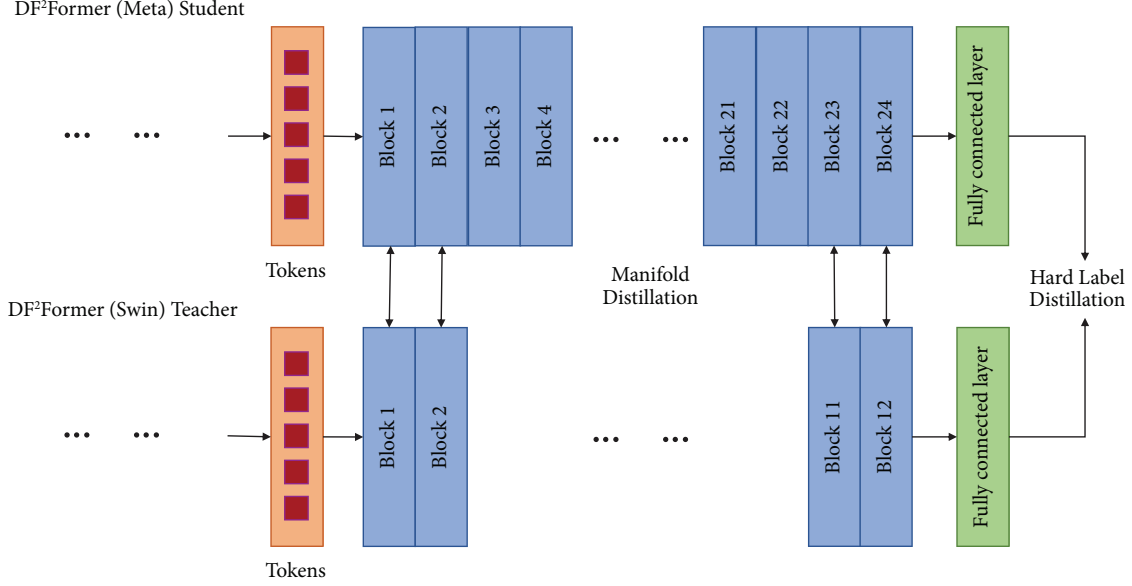 DF²Former (Meta) Student
... ...
Block 1
Block 2
Block 3
Block 4
... ...
Block 21
Block 22
Block 23
Block 24
Fully connected layer
Tokens
Manifold
Distillation
Hard Label
Distillation
DF²Former (Swin) Teacher
... ...
Block 1
Block 2
... ...
Block 11
Block 12
Fully connected layer
Tokens